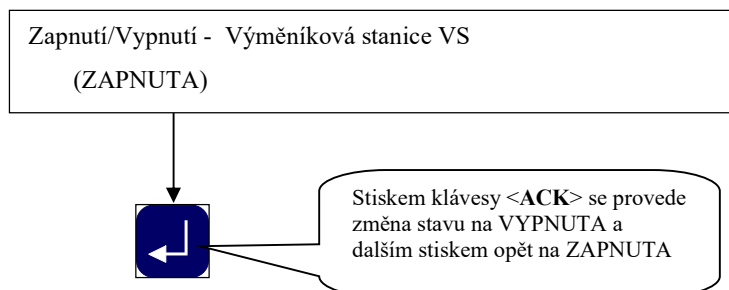 Zapnutí/Vypnutí -  Výměníková stanice VS
(ZAPNUTA)
Stiskem klávesy <ACK> se provede
změna stavu na VYPNUTA a
dalším stiskem opět na ZAPNUTA